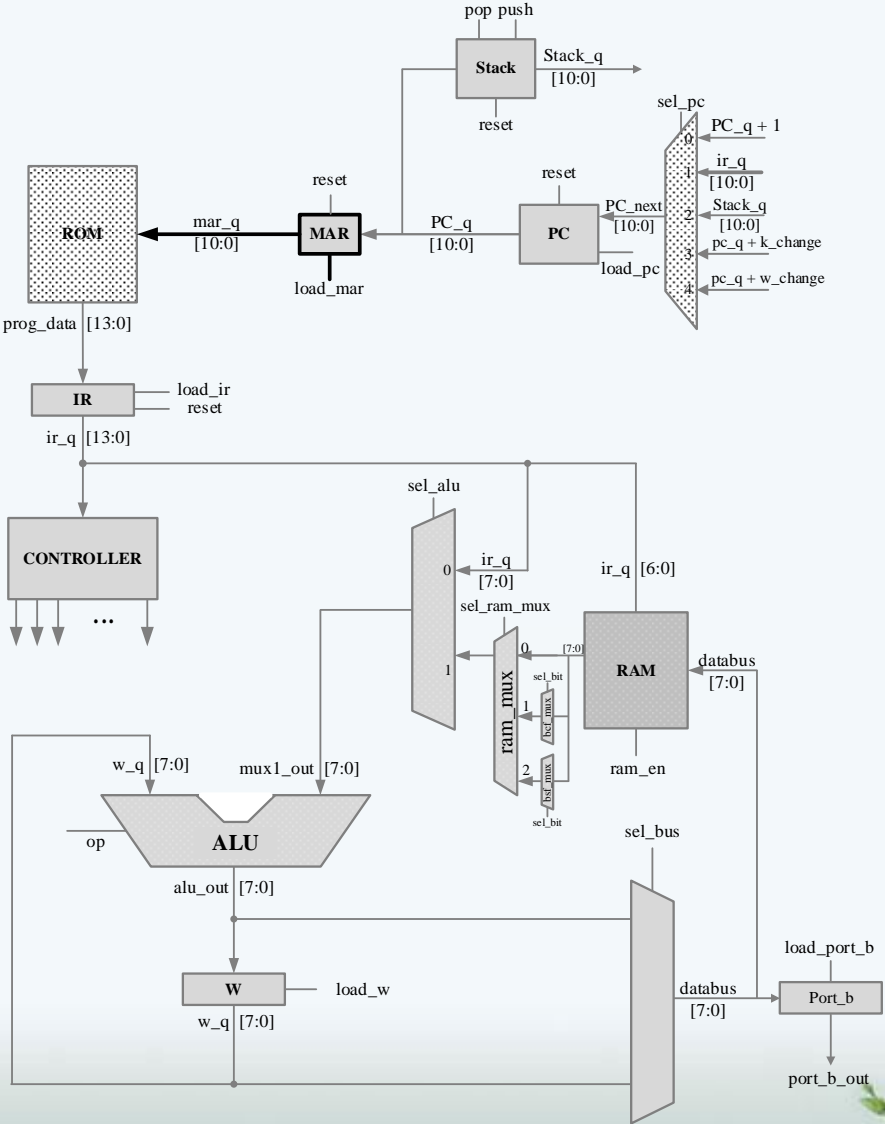 pop push
Stack
Stack_q
[10:0]
reset
sel_pc
0
PC_q + 1
1
ir_q
[10:0]
2
Stack_q
[10:0]
3
pc_q + k_change
4
pc_q + w_change
PC_next
[10:0]
reset
PC
load_pc
PC_q
[10:0]
reset
MAR
load_mar
mar_q
[10:0]
ROM
prog_data [13:0]
IR
load_ir
reset
ir_q [13:0]
CONTROLLER
...
sel_alu
0
ir_q
[7:0]
1
sel_ram_mux
ram_mux
0
[7:0]
sel_bit
1
bcf_mux
2
bsf_mux
sel_bit
ir_q [6:0]
RAM
databus
[7:0]
ram_en
w_q [7:0]
mux1_out [7:0]
op
ALU
alu_out [7:0]
W
load_w
w_q [7:0]
sel_bus
databus
[7:0]
load_port_b
Port_b
port_b_out